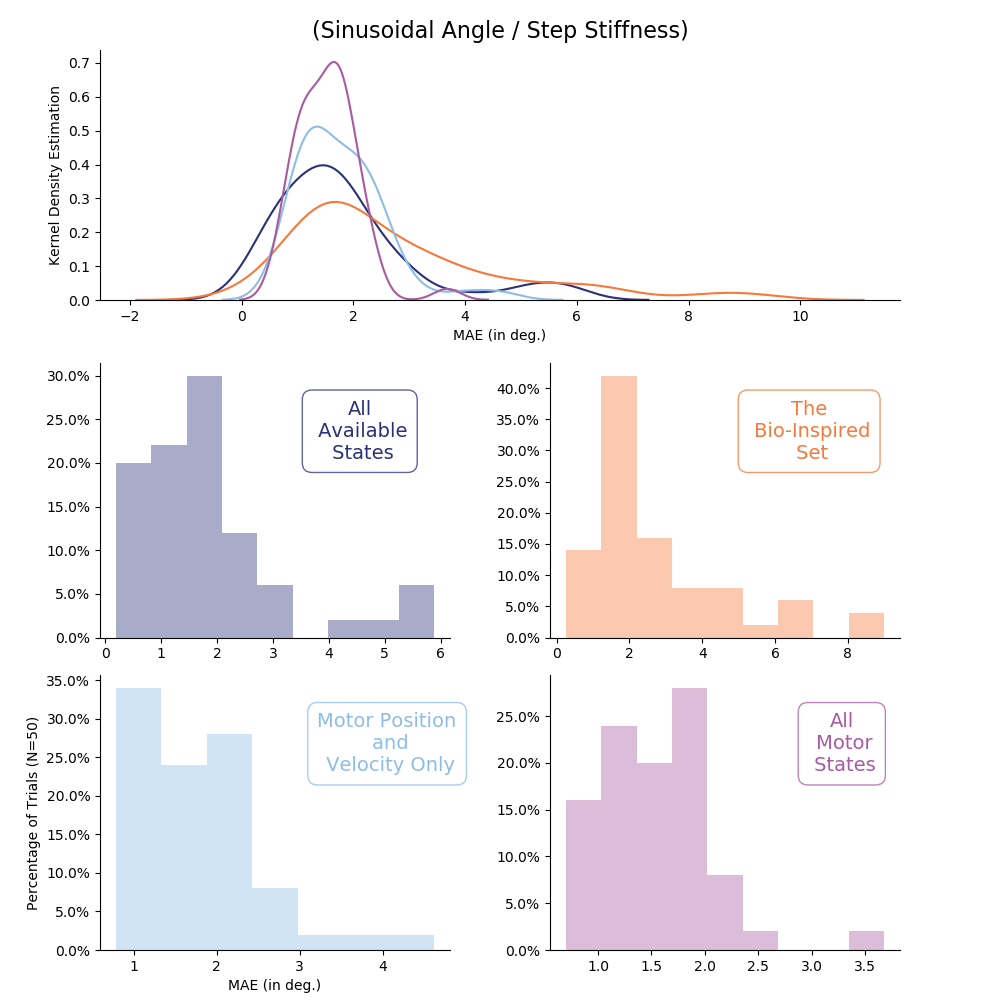 (Sinusoidal Angle / Step Stiffness)
0.7
0.6
0.5
0.4
0.3
0.2
0.1
0.0
Kernel Density Estimation
−2 0 2 4 6 8 10
MAE (in deg.)
30.0%
25.0%
20.0%
15.0%
10.0%
5.0%
0.0%
All
Available
States
0 1 2 3 4 5 6
40.0%
35.0%
30.0%
25.0%
20.0%
15.0%
10.0%
5.0%
0.0%
The
Bio-Inspired
Set
0 2 4 6 8
35.0%
30.0%
25.0%
20.0%
15.0%
10.0%
5.0%
0.0%
Percentage of Trials (N=50)
Motor Position
and
Velocity Only
1 2 3 4
MAE (in deg.)
25.0%
20.0%
15.0%
10.0%
5.0%
0.0%
All
Motor
States
1.0 1.5 2.0 2.5 3.0 3.5